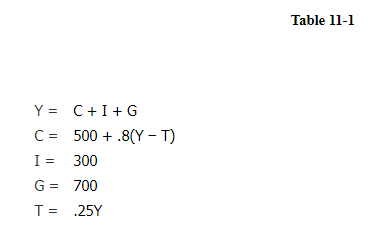 Table 11-1
Y = C + I + G
C = 500 + .8(Y – T)
I = 300
G = 700
T = .25Y